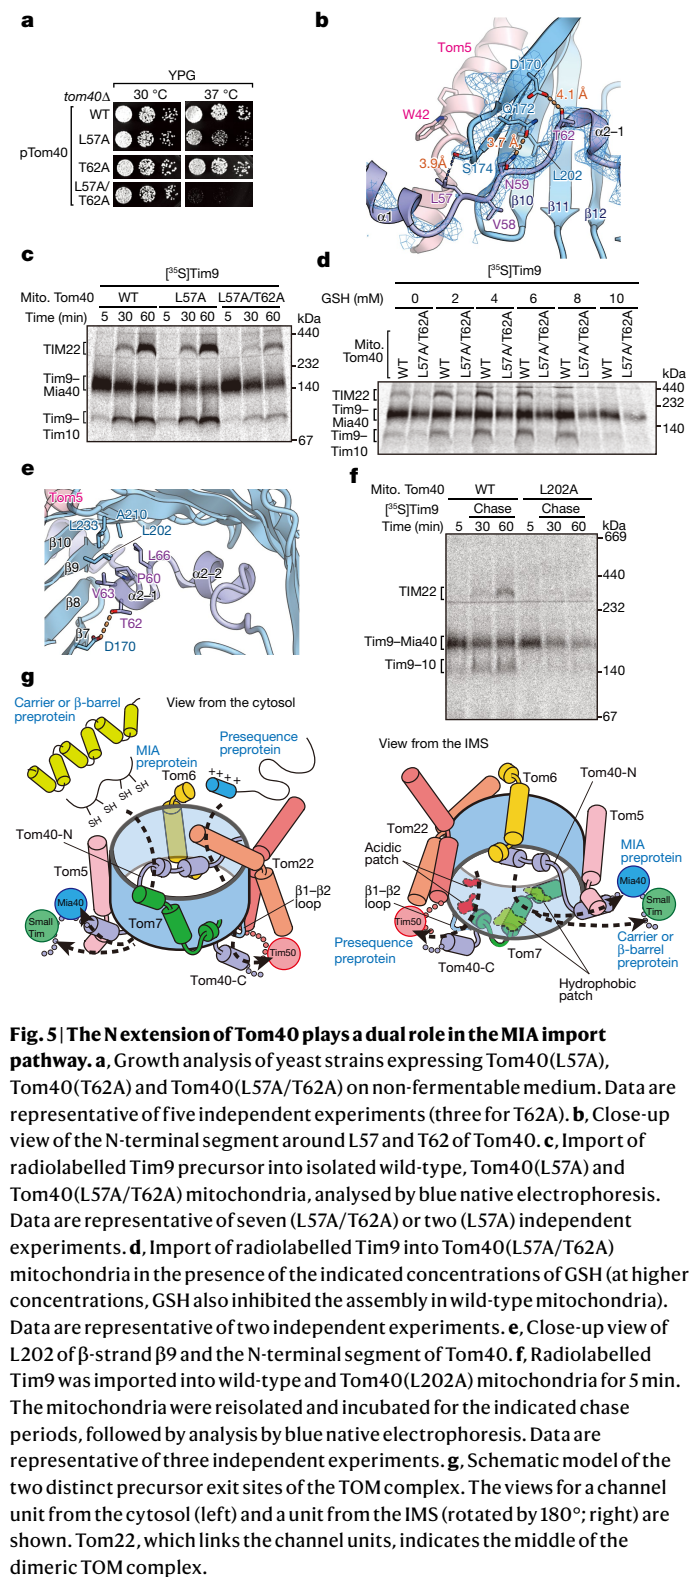 a
YPG
tom40Δ
30 °C
37 °C
WT
L57A
T62A
L57A/
T62A
pTom40
b
Tom5
D170
4.1 Å
Q172
W42
3.7 Å
T62
α2–1
3.9Å
S174
L202
N59
L57
β10
β11
β12
α1
V58
c
[³⁵S]Tim9
Mito. Tom40
WT
L57A
L57A/T62A
Time (min)
5 30 60
5 30 60
5 30 60
kDa
TIM22
Tim9–
Mia40
Tim9–
Tim10
440
232
140
67
d
[³⁵S]Tim9
GSH (mM)
0 2 4 6 8 10
Mito.
Tom40
WT
L57A/T62A
WT
L57A/T62A
WT
L57A/T62A
WT
L57A/T62A
WT
L57A/T62A
WT
L57A/T62A
kDa
TIM22
Tim9–
Mia40
Tim9–
Tim10
440
232
140
e
Tom5
A210
L233
L202
β10
L66
β9
P60
α2–2
V63
α2–1
β8
T62
β7
D170
f
Mito. Tom40
WT
L202A
[³⁵S]Tim9
Chase
Chase
Time (min)
5 30 60
5 30 60
kDa
TIM22
Tim9–Mia40
Tim9–10
669
440
232
140
67
g
Carrier or β-barrel
preprotein
View from the cytosol
MIA
preprotein
Presequence
preprotein
SH
SH
SH
SH
++++
Tom6
Tom40-N
Tom5
Tom22
Mia40
Small
Tim
Tom7
β1–β2
loop
Tim50
Tom40-C
View from the IMS
Tom6
Tom40-N
Tom5
Tom22
Acidic
patch
MIA
preprotein
Mia40
β1–β2
loop
Small
Tim
Tim50
Presequence
preprotein
Carrier or
β-barrel
preprotein
Tom7
Tom40-C
Hydrophobic
patch
Fig. 5 | The N extension of Tom40 plays a dual role in the MIA import
pathway. a, Growth analysis of yeast strains expressing Tom40(L57A),
Tom40(T62A) and Tom40(L57A/T62A) on non-fermentable medium. Data are
representative of five independent experiments (three for T62A). b, Close-up
view of the N-terminal segment around L57 and T62 of Tom40. c, Import of
radiolabelled Tim9 precursor into isolated wild-type, Tom40(L57A) and
Tom40(L57A/T62A) mitochondria, analysed by blue native electrophoresis.
Data are representative of seven (L57A/T62A) or two (L57A) independent
experiments. d, Import of radiolabelled Tim9 into Tom40(L57A/T62A)
mitochondria in the presence of the indicated concentrations of GSH (at higher
concentrations, GSH also inhibited the assembly in wild-type mitochondria).
Data are representative of two independent experiments. e, Close-up view of
L202 of β-strand β9 and the N-terminal segment of Tom40. f, Radiolabelled
Tim9 was imported into wild-type and Tom40(L202A) mitochondria for 5 min.
The mitochondria were reisolated and incubated for the indicated chase
periods, followed by analysis by blue native electrophoresis. Data are
representative of three independent experiments. g, Schematic model of the
two distinct precursor exit sites of the TOM complex. The views for a channel
unit from the cytosol (left) and a unit from the IMS (rotated by 180°; right) are
shown. Tom22, which links the channel units, indicates the middle of the
dimeric TOM complex.